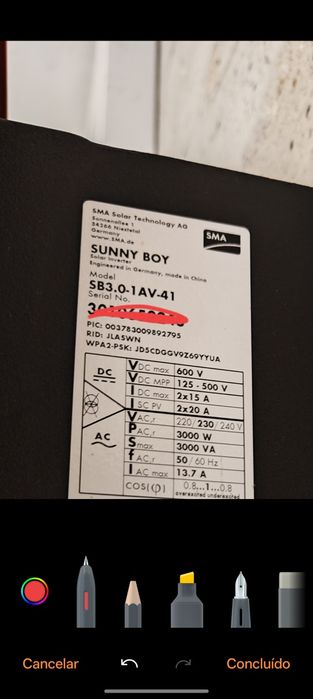 SMA Solar Technology AG
Sonnenallee 1
34266 Niestetal
Germany
www.SMA.de
SMA
SUNNY BOY
Solar Inverter
Engineered in Germany, made in China
Model
SB3.0-1AV-41
Serial No.
PIC: 003783009892795
RID: JLA5WN
WPA2-PSK: JD5CDGGV9Z69YYUA
DC
AC
VDC max 600 V
VDC MPP 125 - 500 V
IDC max 2x15 A
ISC PV 2x20 A
VAC,r 220 / 230 / 240 V
PAC,r 3000 W
Smax 3000 VA
fAC,r 50 / 60 Hz
IAC max 13.7 A
cos(φ) 0.8...1...0.8
overexcited underexcited
Cancelar
Concluído